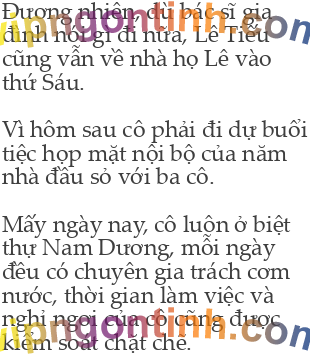 Đương nhiên, dù bác sĩ gia
đình nói gì đi nữa, Lê Tiếu
cũng vẫn về nhà họ Lê vào
thứ Sáu.
Vì hôm sau cô phải đi dự buổi
tiệc họp mặt nội bộ của năm
nhà đầu sỏ với ba cô.
Mấy ngày nay, cô luôn ở biệt
thự Nam Dương, mỗi ngày
đều có chuyên gia trách cơm
nước, thời gian làm việc và
nghỉ ngơi của cô cũng được
kiểm soát chặt chẽ.
vipngontinh.com
vipngontinh.com